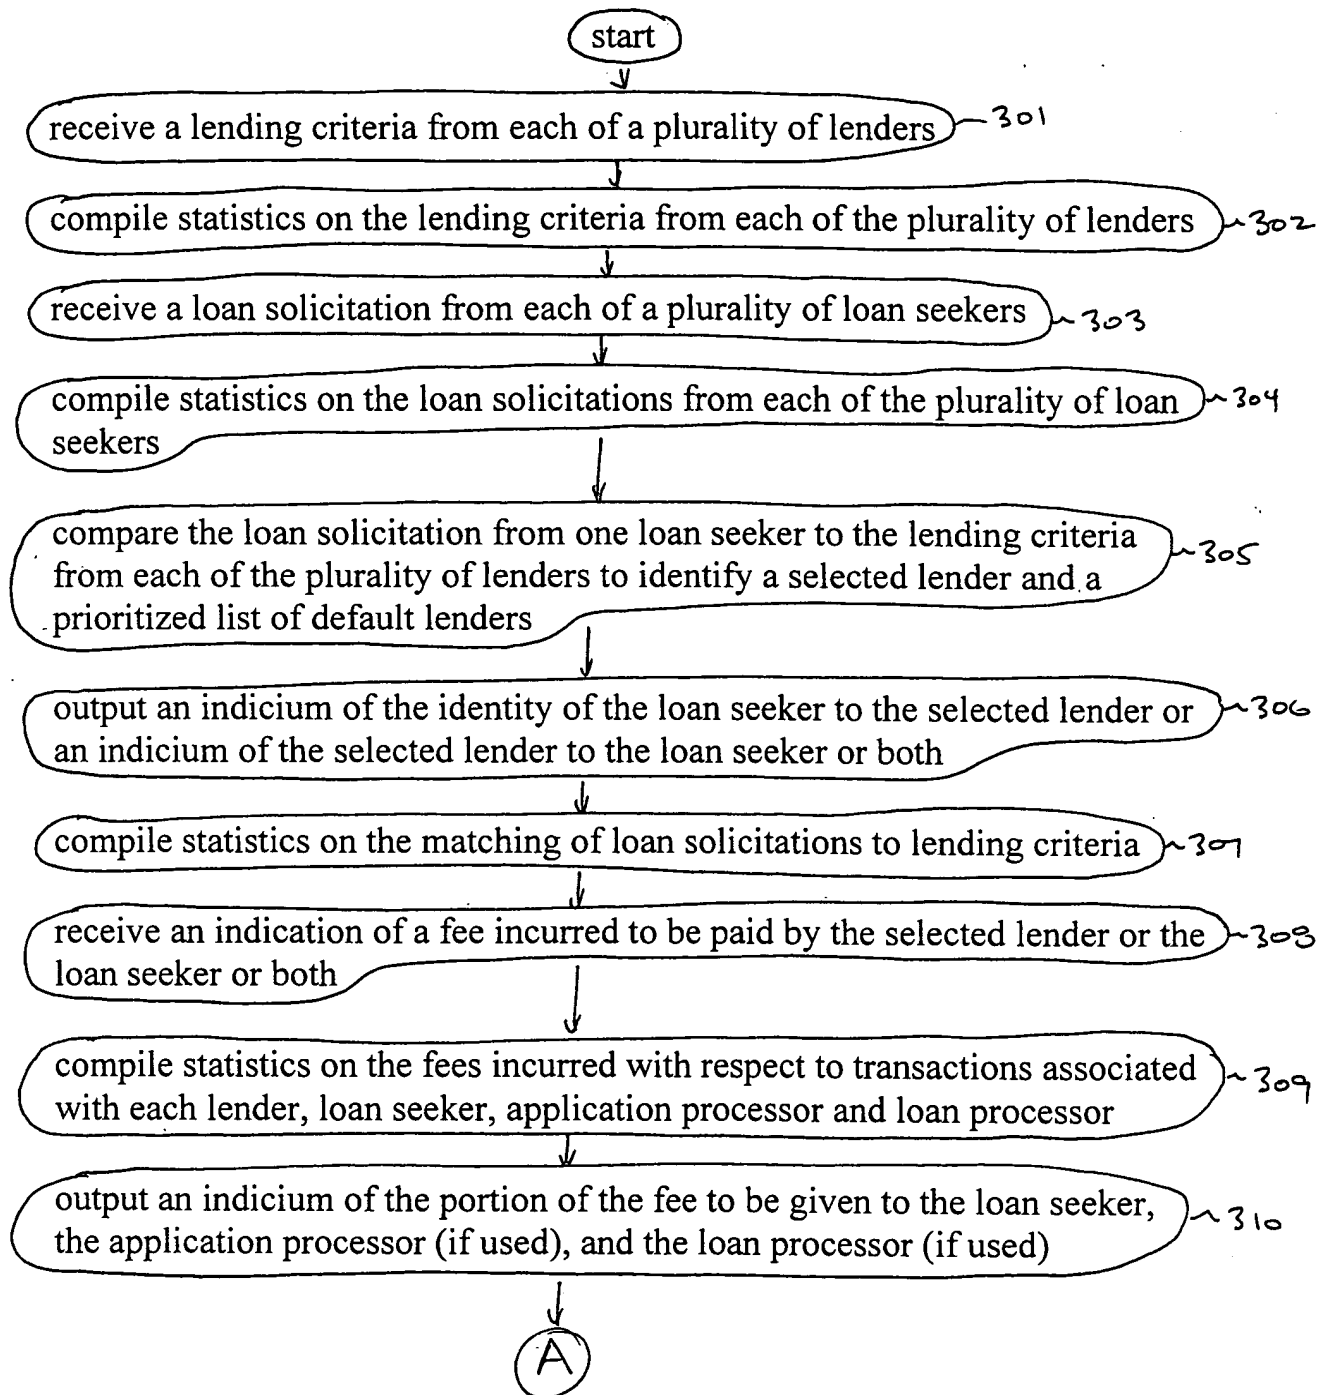 start
receive a lending criteria from each of a plurality of lenders 301
compile statistics on the lending criteria from each of the plurality of lenders 302
receive a loan solicitation from each of a plurality of loan seekers 303
compile statistics on the loan solicitations from each of the plurality of loan 304
seekers
compare the loan solicitation from one loan seeker to the lending criteria
from each of the plurality of lenders to identify a selected lender and a 305
prioritized list of default lenders
output an indicium of the identity of the loan seeker to the selected lender or 306
an indicium of the selected lender to the loan seeker or both
compile statistics on the matching of loan solicitations to lending criteria 307
receive an indication of a fee incurred to be paid by the selected lender or the 308
loan seeker or both
compile statistics on the fees incurred with respect to transactions associated 309
with each lender, loan seeker, application processor and loan processor
output an indicium of the portion of the fee to be given to the loan seeker, 310
the application processor (if used), and the loan processor (if used)
A